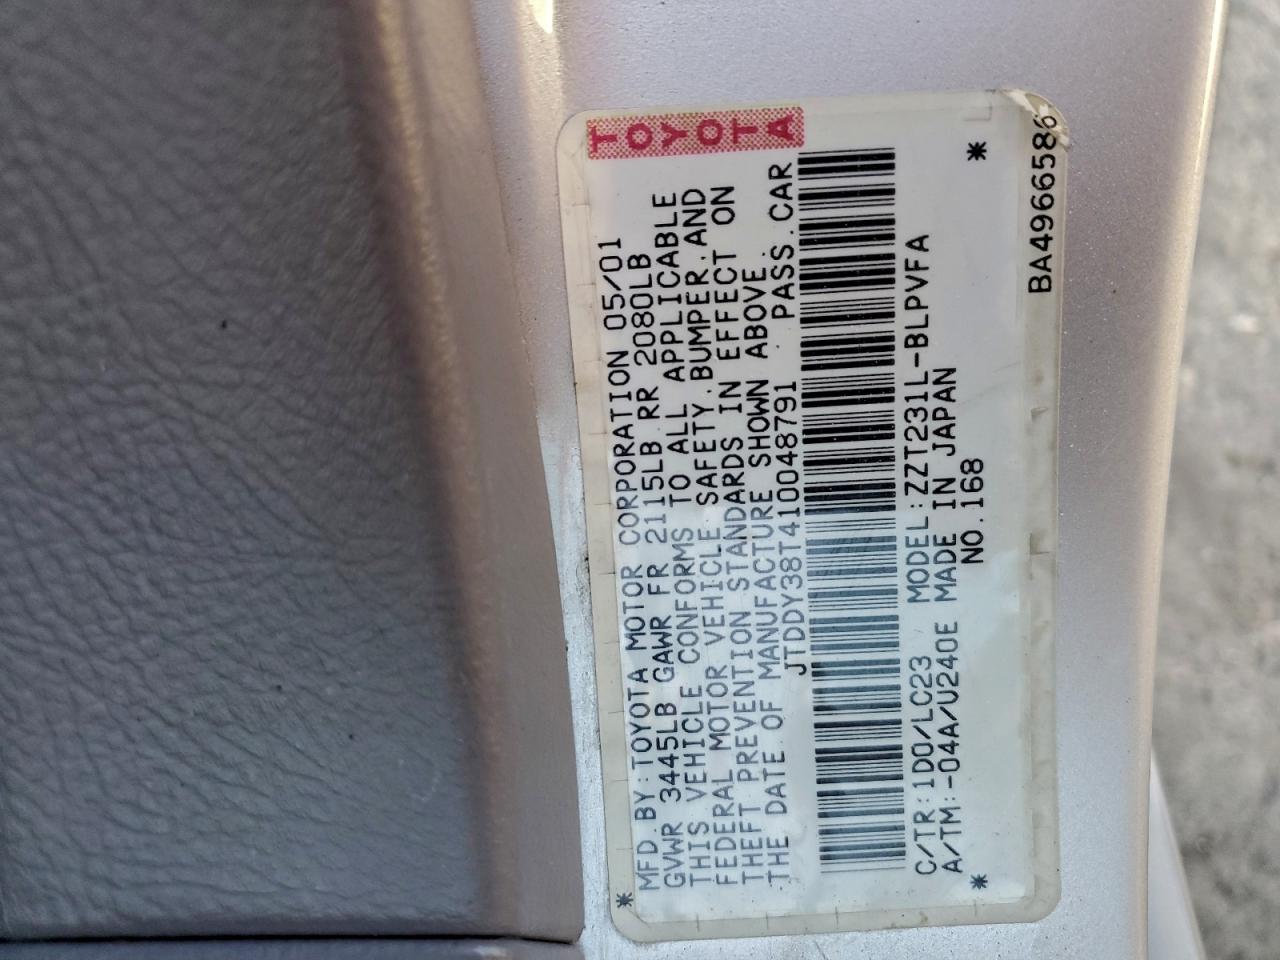 TOYOTA
MFD. BY: TOYOTA MOTOR CORPORATION 05/01
GVWR 3445LB GAWR FR 2115LB RR 2080LB
THIS VEHICLE CONFORMS TO ALL APPLICABLE
FEDERAL MOTOR VEHICLE SAFETY, BUMPER, AND
THEFT PREVENTION STANDARDS IN EFFECT ON
THE DATE OF MANUFACTURE SHOWN ABOVE.
JTDDY38T410048791 PASS. CAR
C/TR: 1D0/LC23 MODEL: ZZT231L-BLPVFA
A/TM: -04A/U240E MADE IN JAPAN
NO. 168
* * *
BA4966586